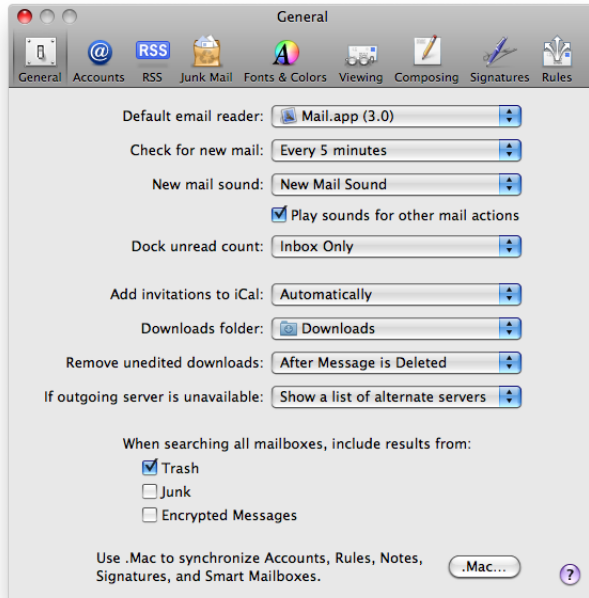 General
@
RSS
General Accounts RSS Junk Mail Fonts & Colors Viewing Composing Signatures Rules
Default email reader: Mail.app (3.0)
Check for new mail: Every 5 minutes
New mail sound: New Mail Sound
Play sounds for other mail actions
Dock unread count: Inbox Only
Add invitations to iCal: Automatically
Downloads folder: Downloads
Remove unedited downloads: After Message is Deleted
If outgoing server is unavailable: Show a list of alternate servers
When searching all mailboxes, include results from:
Trash
Junk
Encrypted Messages
Use .Mac to synchronize Accounts, Rules, Notes,
Signatures, and Smart Mailboxes.
.Mac...
?